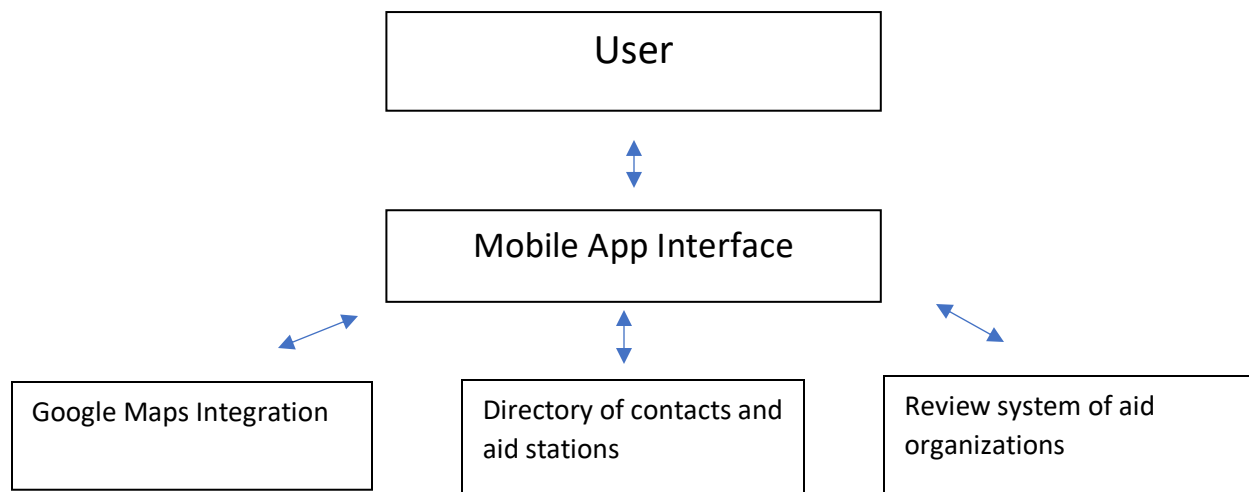 User
Mobile App Interface
Google Maps Integration
Directory of contacts and
aid stations
Review system of aid
organizations